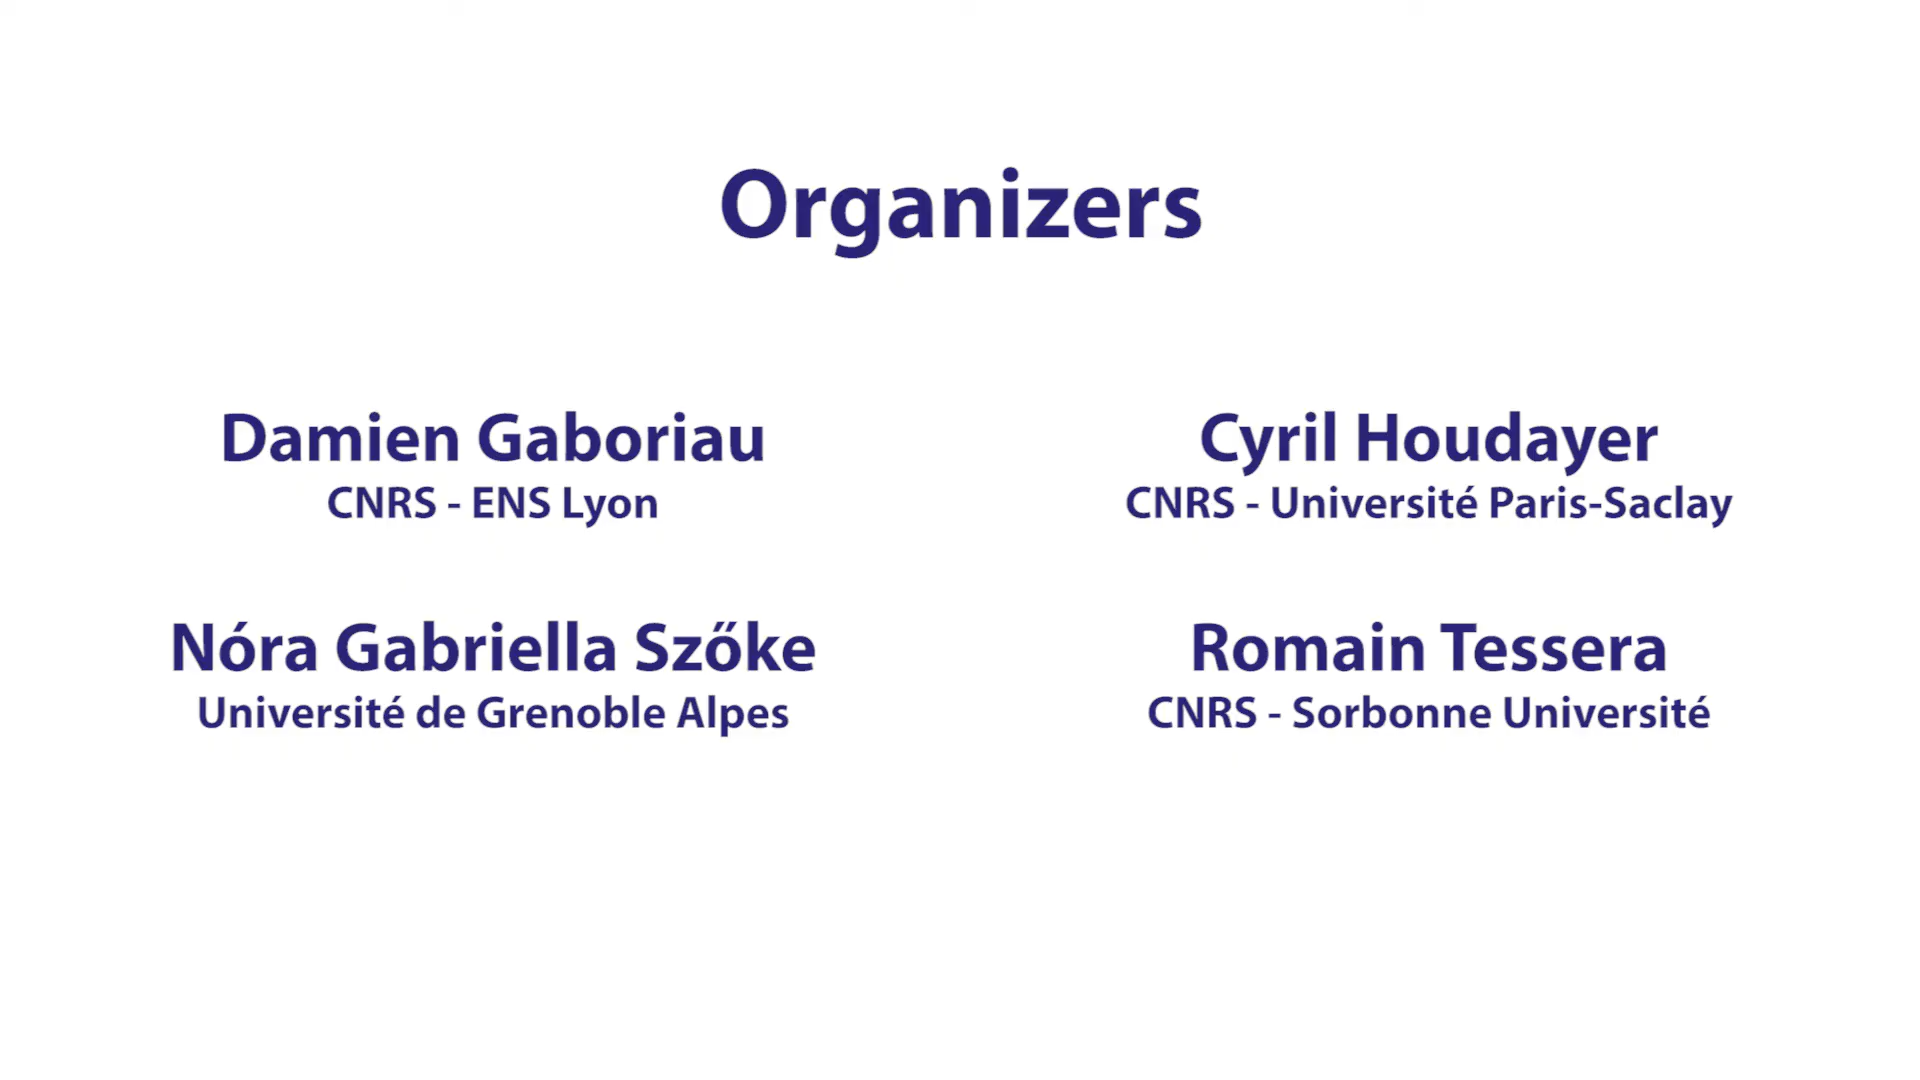 Organizers
Damien Gaboriau
CNRS - ENS Lyon
Cyril Houdayer
CNRS - Université Paris-Saclay
Nóra Gabriella Szőke
Université de Grenoble Alpes
Romain Tessera
CNRS - Sorbonne Université